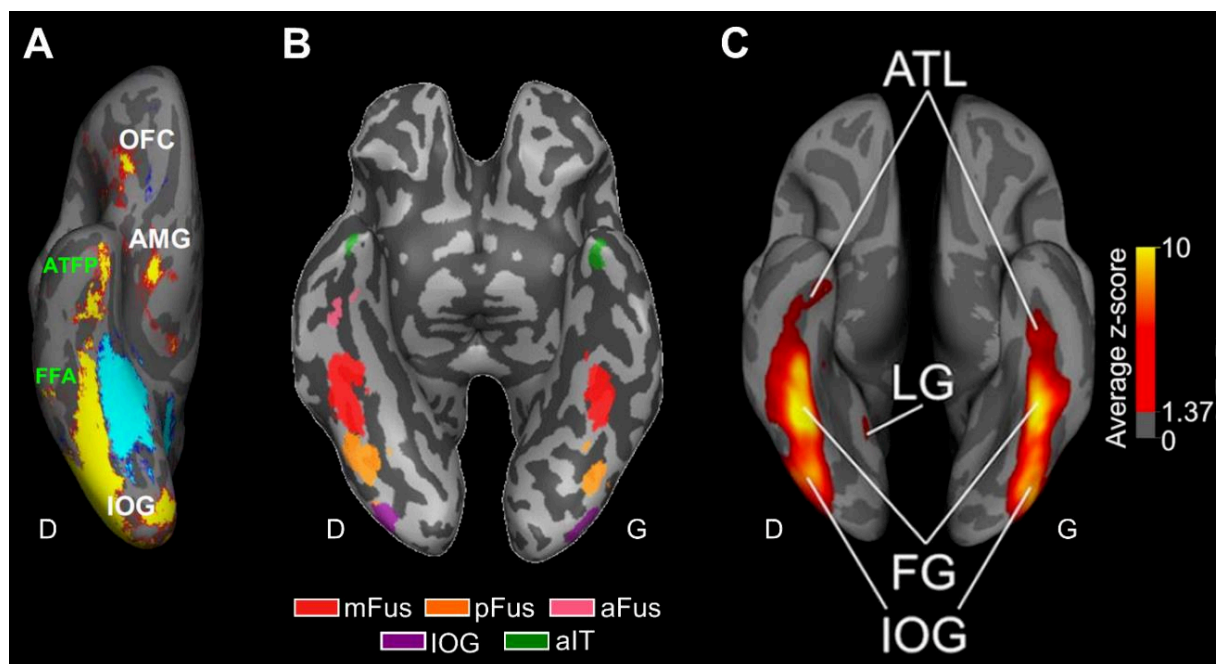 A
OFC
AMG
ATFP
FFA
IOG
D
B
D
G
mFus pFus aFus
IOG aIT
C
ATL
LG
D
G
FG
IOG
Average z-score
10
1.37
0